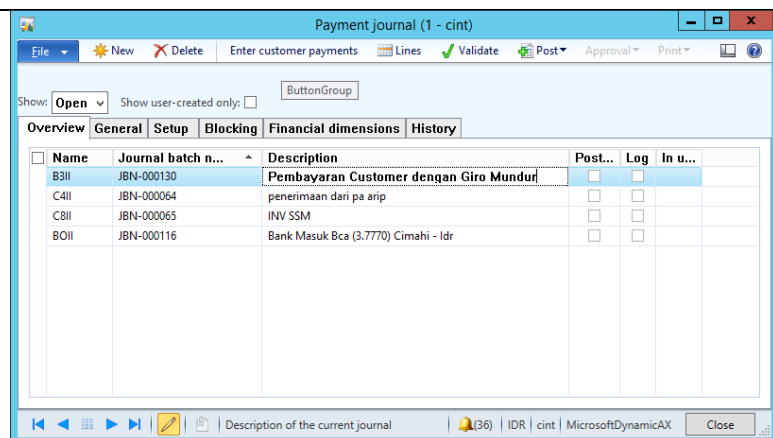 Payment journal (1 - cint)
File New Delete Enter customer payments Lines Validate Post Approval Print
ButtonGroup
Show: Open Show user-created only:
Overview General Setup Blocking Financial dimensions History
Name Journal batch n... Description Post... Log In u...
B3II JBN-000130 Pembayaran Customer dengan Giro Mundur
C4II JBN-000064 penerimaan dari pa arip
C8II JBN-000065 INV SSM
BOII JBN-000116 Bank Masuk Bca (3.7770) Cimahi - Idr
Description of the current journal (36) IDR cint MicrosoftDynamicAX Close